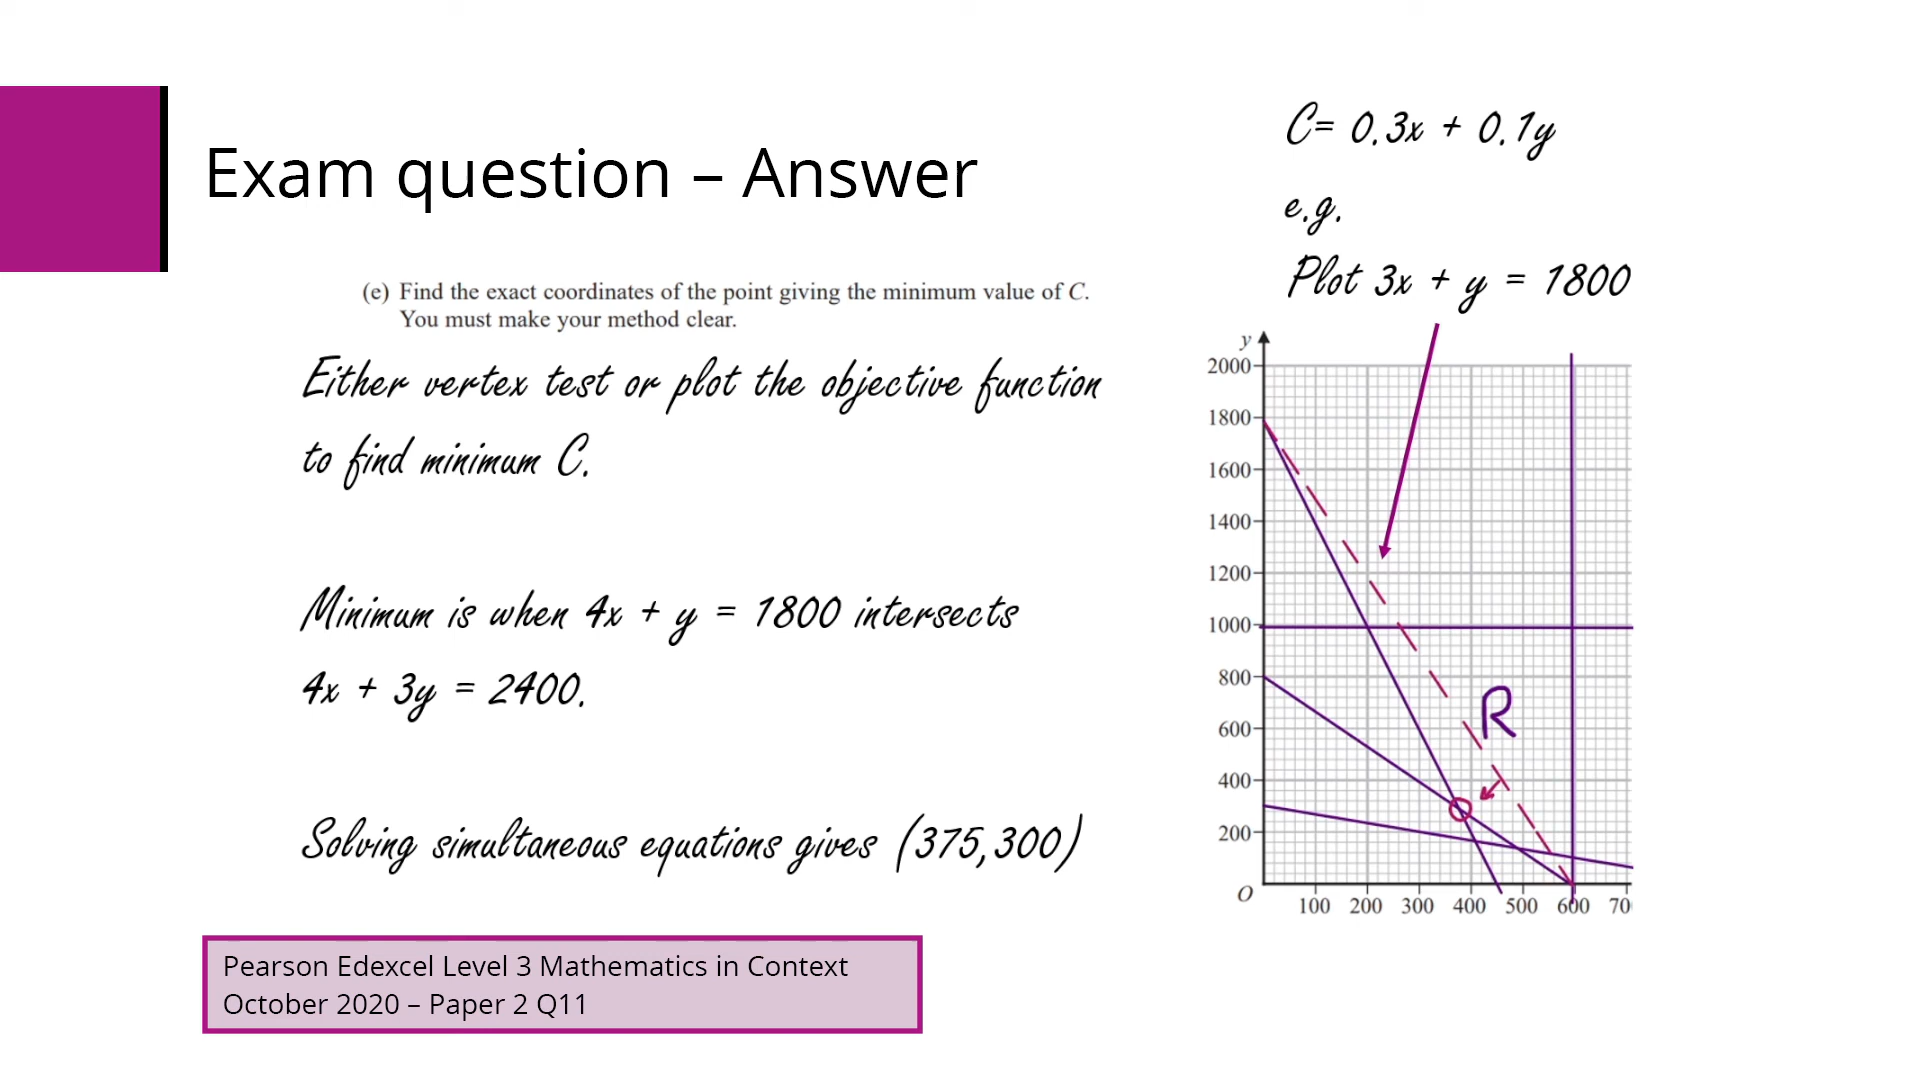 Exam question – Answer
(e) Find the exact coordinates of the point giving the minimum value of C.
You must make your method clear.
Either vertex test or plot the objective function
to find minimum C.
Minimum is when 4x + y = 1800 intersects
4x + 3y = 2400.
Solving simultaneous equations gives (375,300)
Pearson Edexcel Level 3 Mathematics in Context
October 2020 – Paper 2 Q11
C= 0.3x + 0.1y
e.g.
Plot 3x + y = 1800
y
2000
1800
1600
1400
1200
1000
800
R
600
400
200
O
100 200 300 400 500 600 70